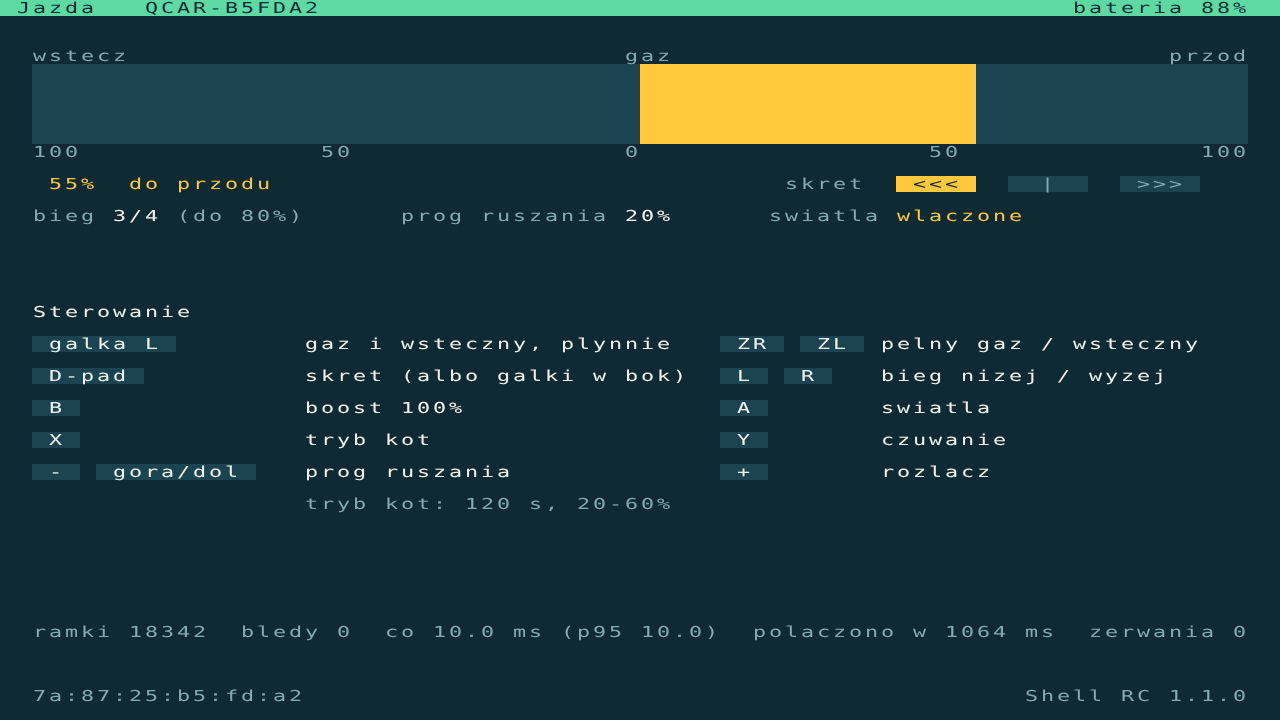 Jazda QCAR-B5FDA2 bateria 88%
wstecz gaz przod
100 50 0 50 100
55% do przodu skret <<< | >>>
bieg 3/4 (do 80%) prog ruszania 20% swiatla wlaczone
Sterowanie
galka L gaz i wsteczny, plynnie ZR ZL pelny gaz / wsteczny
D-pad skret (albo galki w bok) L R bieg nizej / wyzej
B boost 100% A swiatla
X tryb kot Y czuwanie
- gora/dol prog ruszania + rozlacz
tryb kot: 120 s, 20-60%
ramki 18342 bledy 0 co 10.0 ms (p95 10.0) polaczono w 1064 ms zerwania 0
7a:87:25:b5:fd:a2 Shell RC 1.1.0